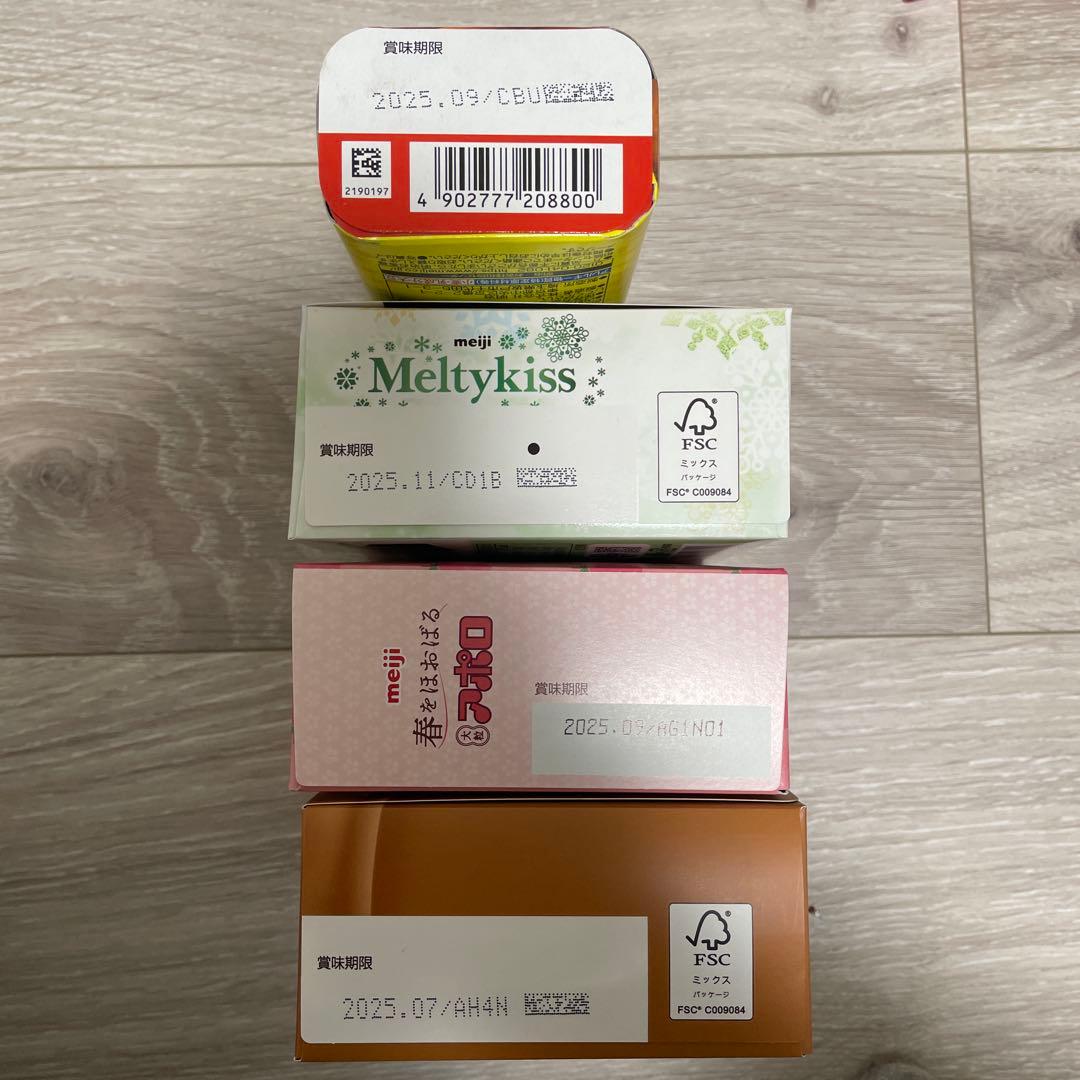 賞味期限
2025.09/CBU
2190197
4 902777 208800
meiji
Meltykiss
賞味期限
2025.11/CD1B
FSC
ミックス
パッケージ
FSC® C009084
meiji
春をほおばる
大粒
アポロ
賞味期限
2025.09/AG1N01
賞味期限
2025.07/AH4N
FSC
ミックス
パッケージ
FSC® C009084